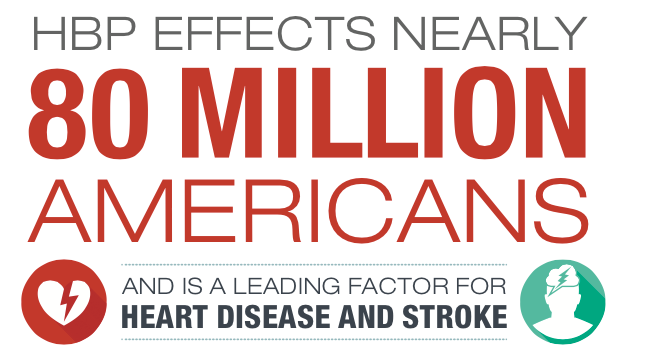 HBP EFFECTS NEARLY
80 MILLION
AMERICANS
AND IS A LEADING FACTOR FOR
HEART DISEASE AND STROKE